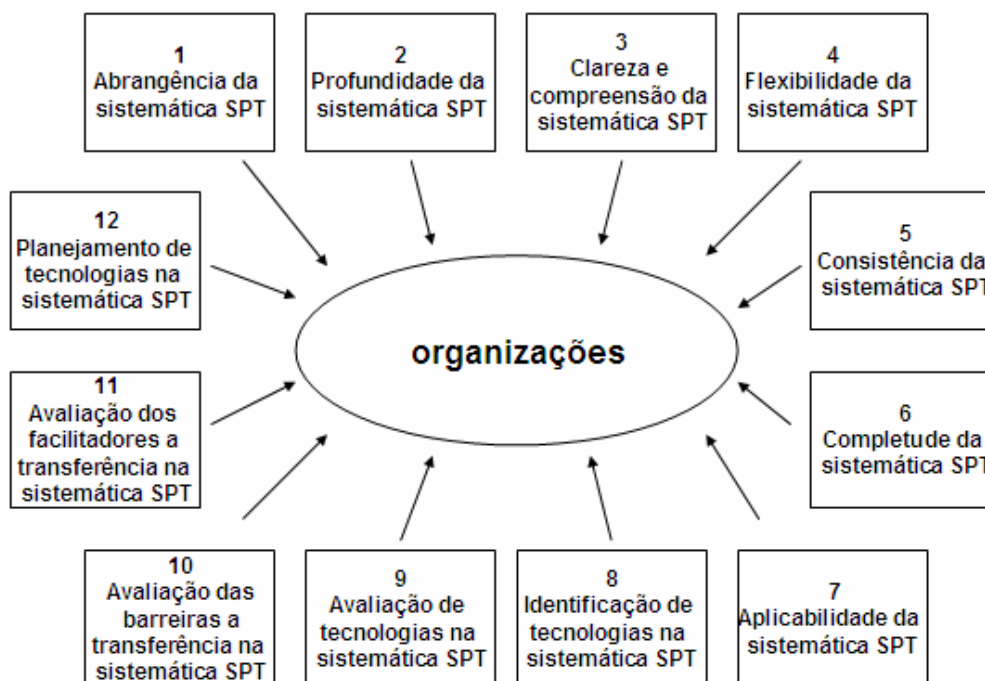 1
Abrangência da
sistemática SPT
2
Profundidade da
sistemática SPT
3
Clareza e
compreensão da
sistemática SPT
4
Flexibilidade da
sistemática SPT
12
Planejamento de
tecnologias na
sistemática SPT
5
Consistência da
sistemática SPT
organizações
11
Avaliação dos
facilitadores a
transferência na
sistemática SPT
6
Completude da
sistemática SPT
10
Avaliação das
barreiras a
transferência na
sistemática SPT
9
Avaliação de
tecnologias na
sistemática SPT
8
Identificação de
tecnologias na
sistemática SPT
7
Aplicabilidade da
sistemática SPT